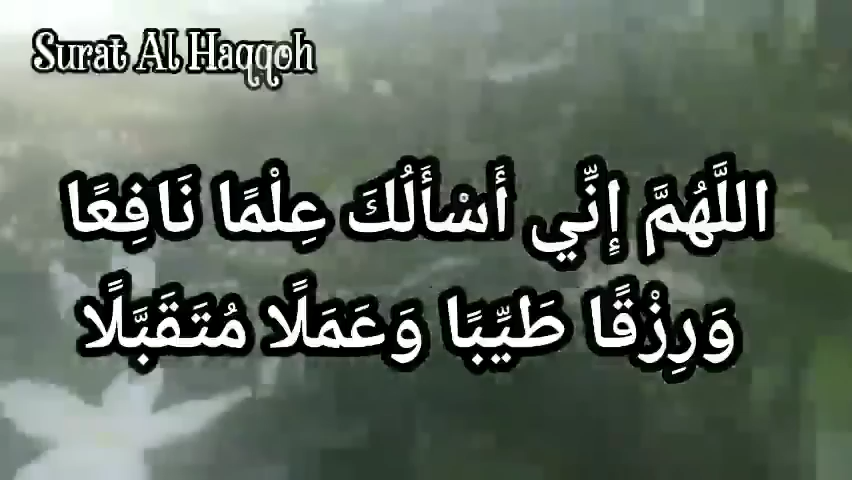 Surat Al Haqqoh
اللَّهُمَّ إِنِّي أَسْأَلُكَ عِلْمًا نَافِعًا
وَرِزْقًا طَيِّبًا وَعَمَلًا مُتَقَبَّلًا